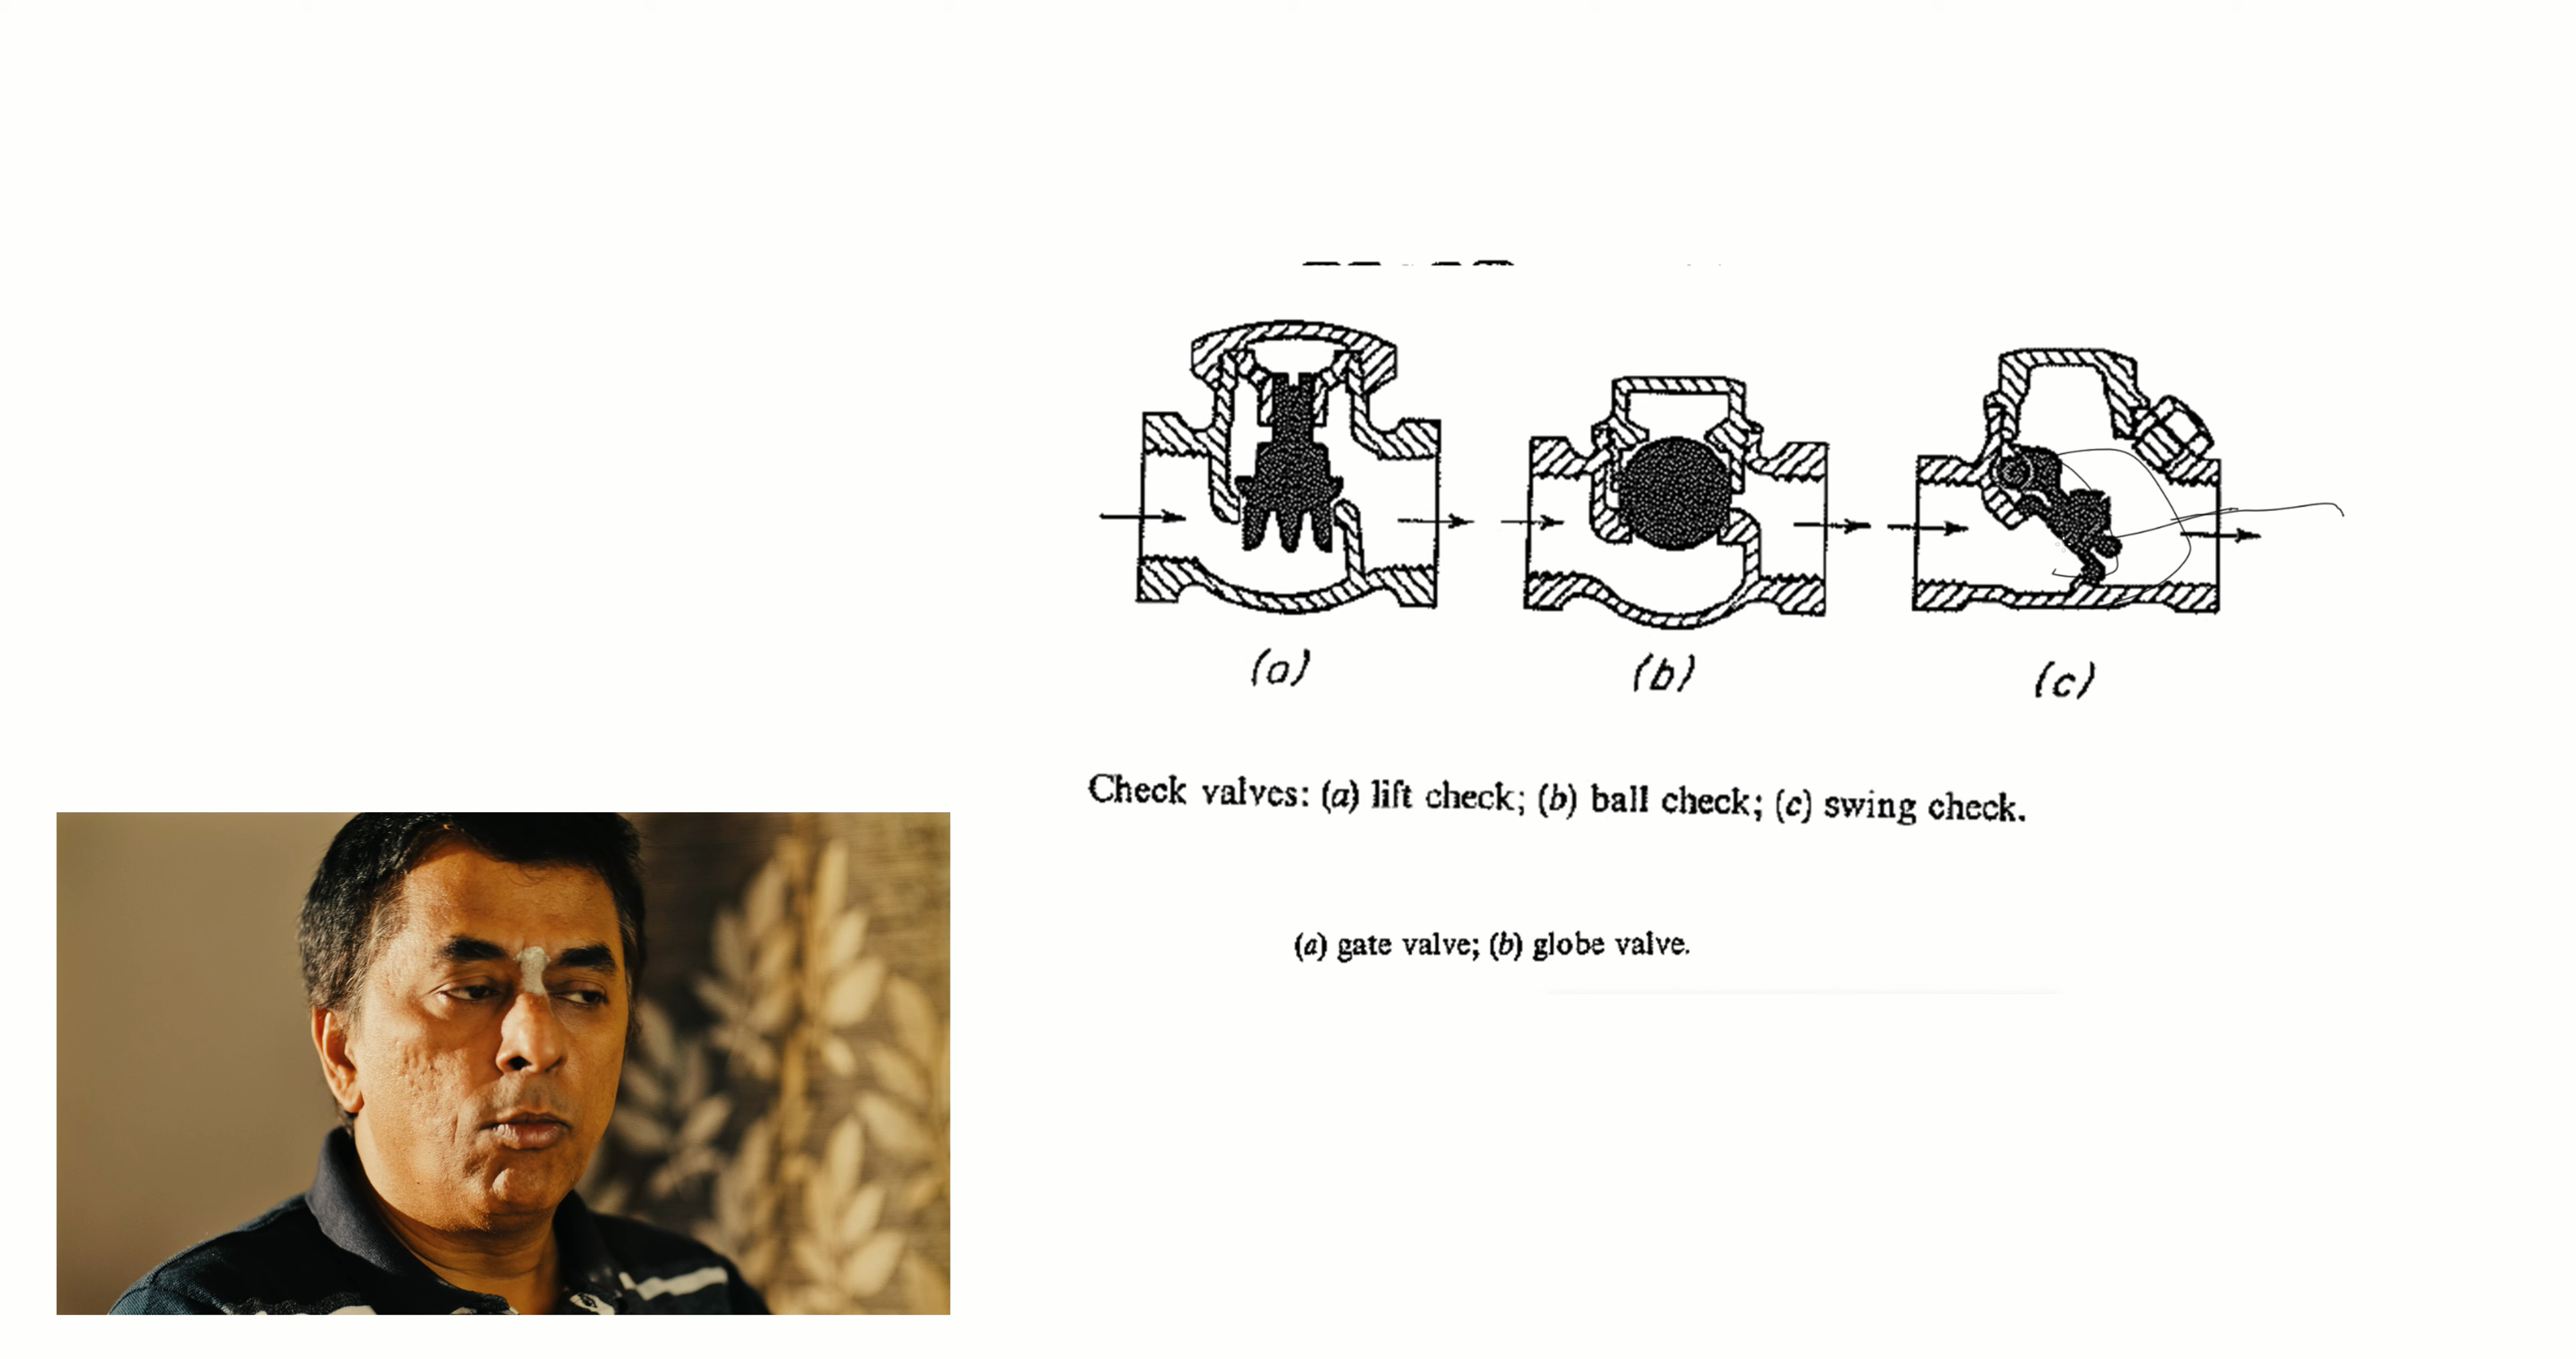 (a) (b) (c)
Check valves: (a) lift check; (b) ball check; (c) swing check.
(a) gate valve; (b) globe valve.